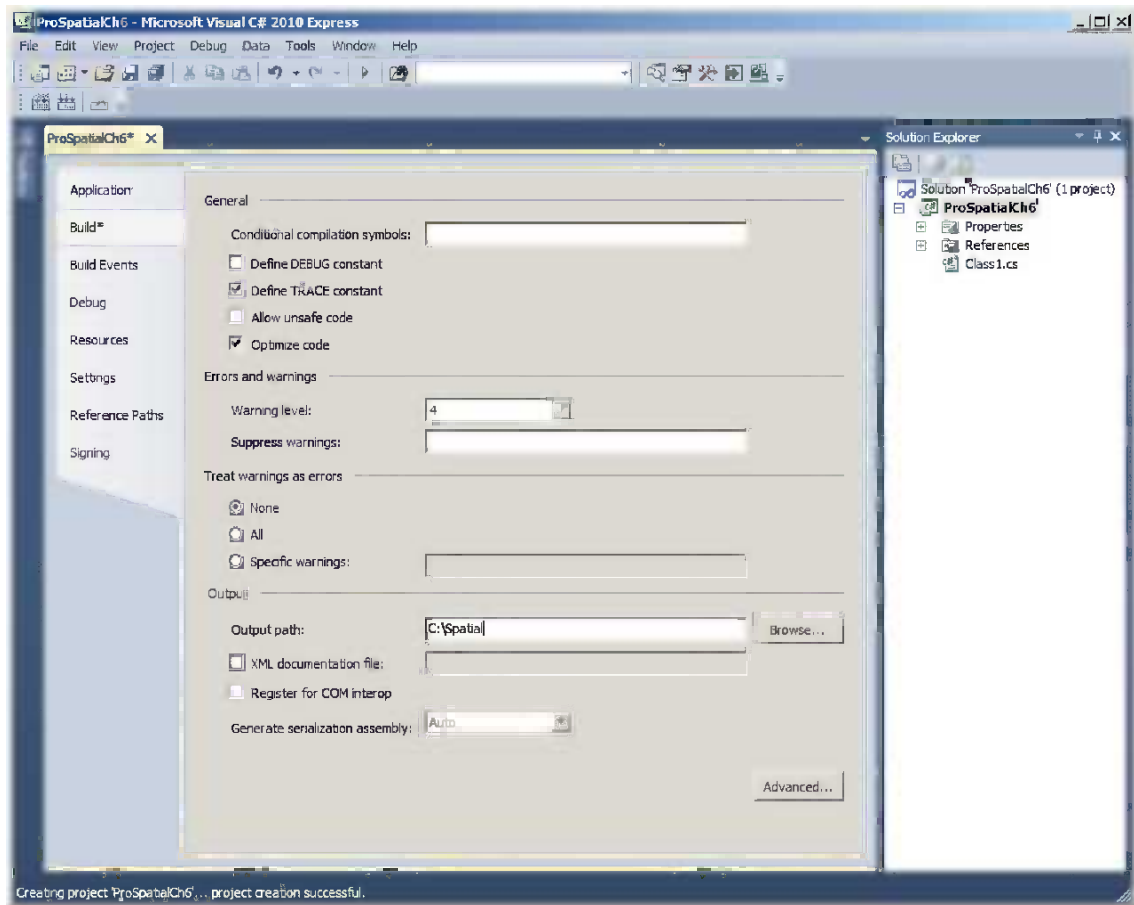 ProSpatialCh6 - Microsoft Visual C# 2010 Express
File Edit View Project Debug Data Tools Window Help
ProSpatialCh6* X
Application
Build*
Build Events
Debug
Resources
Settings
Reference Paths
Signing
General
Conditional compilation symbols:
Define DEBUG constant
Define TRACE constant
Allow unsafe code
Optimize code
Errors and warnings
Warning level: 4
Suppress warnings:
Treat warnings as errors
None
All
Specific warnings:
Output
Output path: C:\Spatial Browse...
XML documentation file:
Register for COM interop
Generate serialization assembly: Auto
Advanced...
Solution Explorer
Solution 'ProSpatialCh6' (1 project)
ProSpatialCh6
Properties
References
Class1.cs
Creating project 'ProSpatialCh6'... project creation successful.